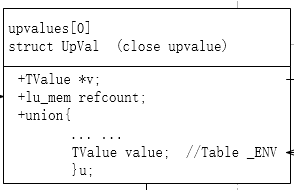 upvalues[0]
struct UpVal (close upvalue)
+TValue *v;
+lu_mem refcount;
+union{
... ...
TValue value; //Table _ENV
}u;